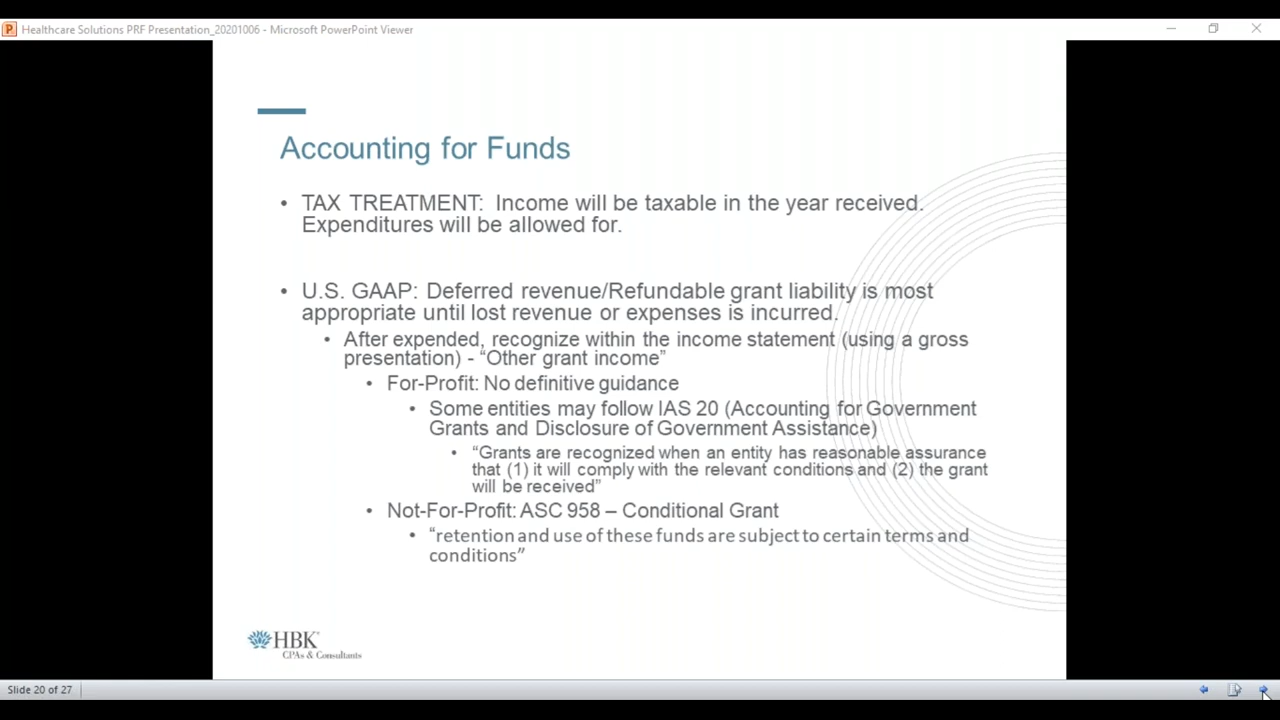 Healthcare Solutions PRF Presentation_20201006 - Microsoft PowerPoint Viewer
Accounting for Funds
• TAX TREATMENT: Income will be taxable in the year received.
Expenditures will be allowed for.
• U.S. GAAP: Deferred revenue/Refundable grant liability is most
appropriate until lost revenue or expenses is incurred.
• After expended, recognize within the income statement (using a gross
presentation) - “Other grant income”
• For-Profit: No definitive guidance
• Some entities may follow IAS 20 (Accounting for Government
Grants and Disclosure of Government Assistance)
• “Grants are recognized when an entity has reasonable assurance
that (1) it will comply with the relevant conditions and (2) the grant
will be received”
• Not-For-Profit: ASC 958 – Conditional Grant
• “retention and use of these funds are subject to certain terms and
conditions”
HBK
CPAs & Consultants
Slide 20 of 27